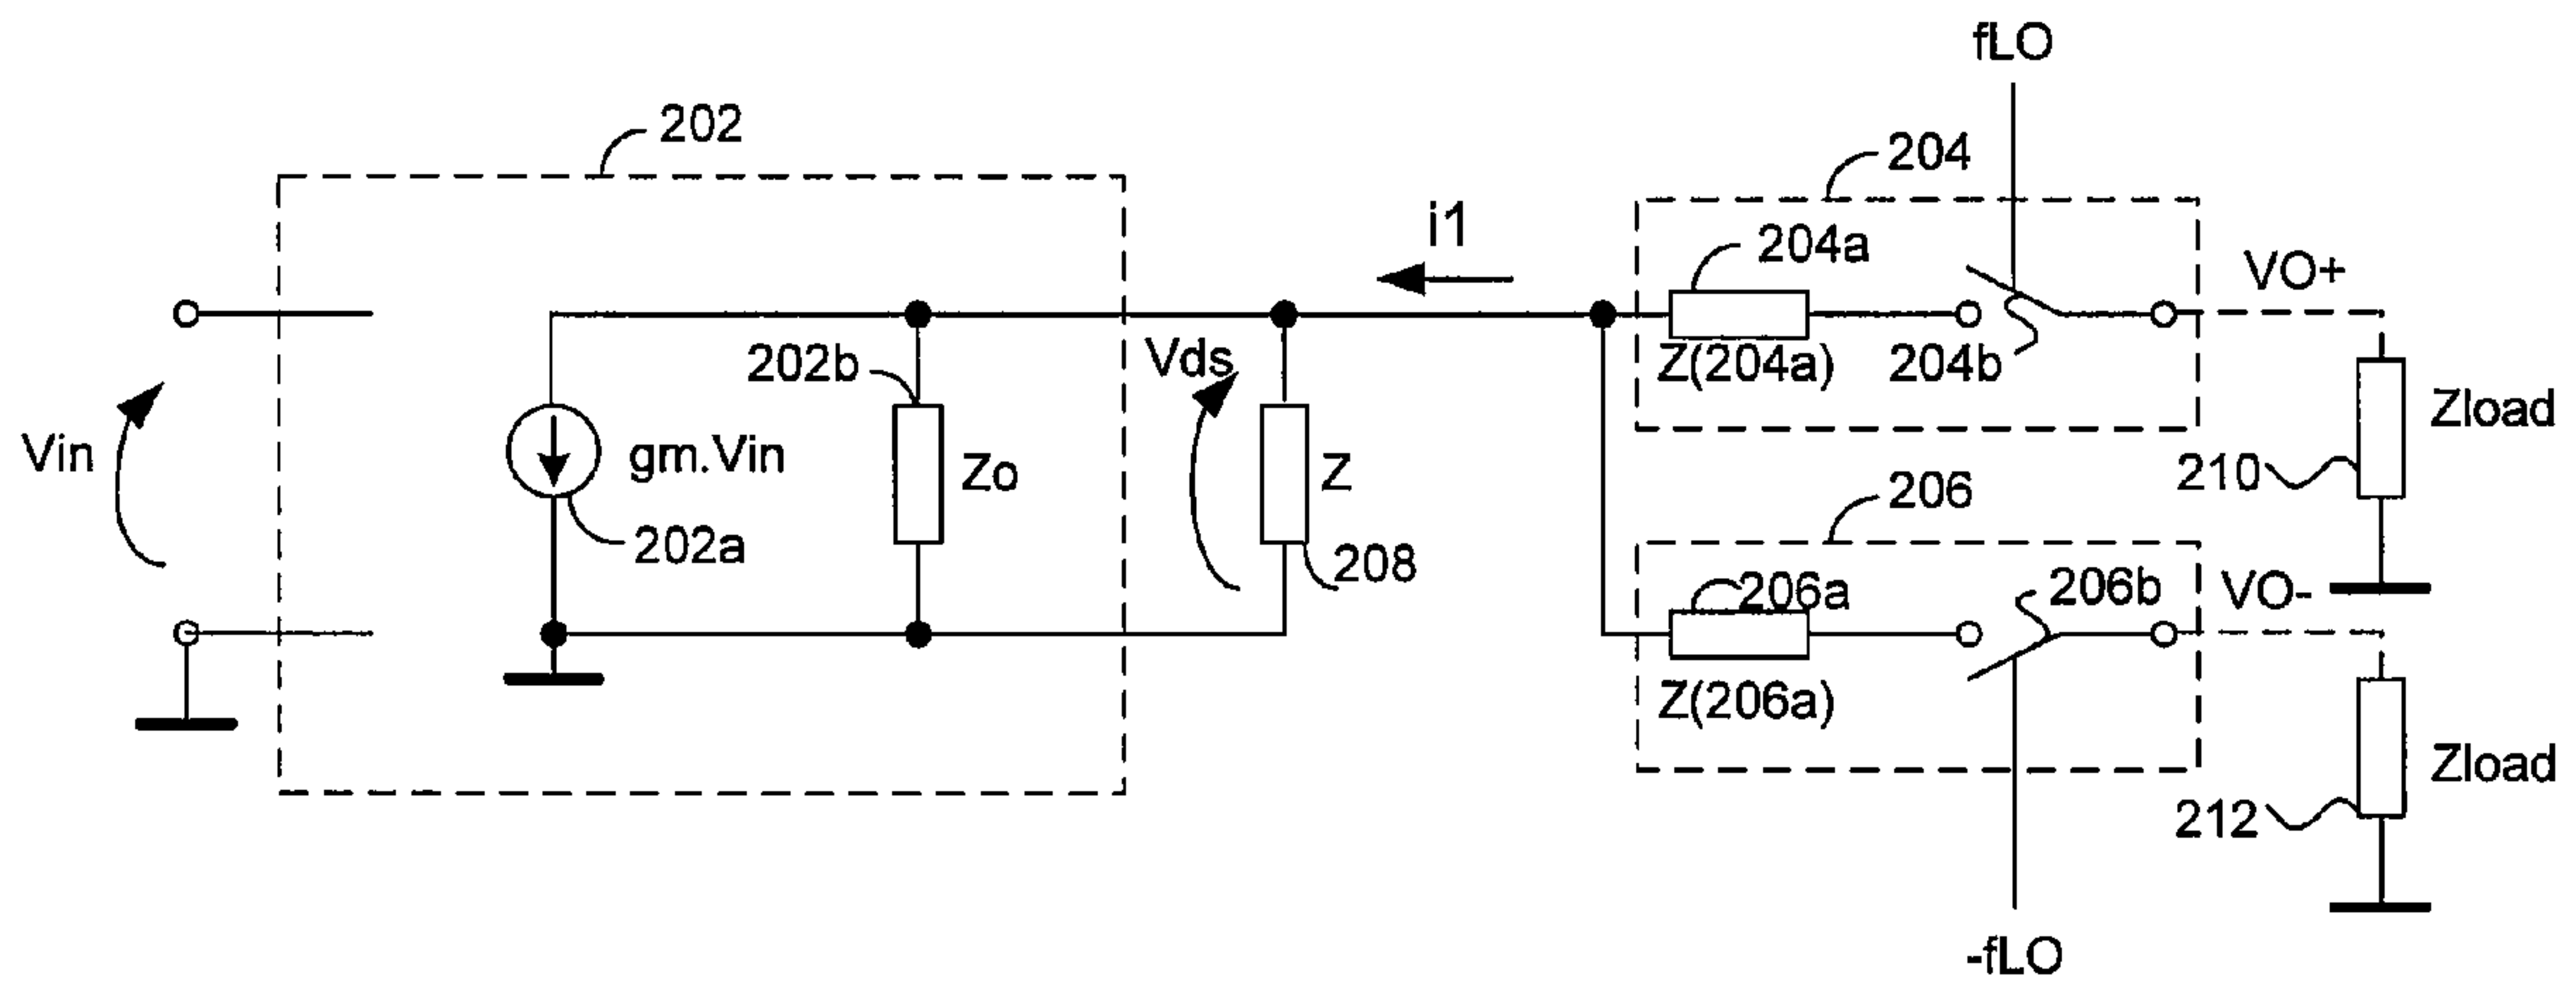 fLO
202
204
i1
204a
VO+
202b
Vds
Z(204a)
204b
Vin
gm.Vin
Zo
Z
Zload
210
206
202a
208
206a
206b
VO-
Z(206a)
Zload
212
-fLO